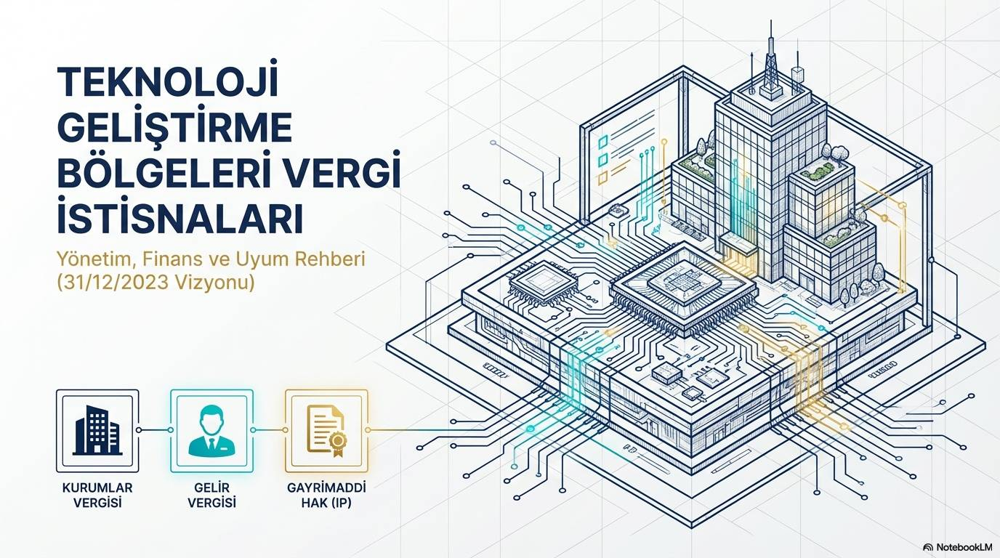 TEKNOLOJİ
GELİŞTİRME
BÖLGELERİ VERGİ
İSTİSNALARI
Yönetim, Finans ve Uyum Rehberi
(31/12/2023 Vizyonu)
KURUMLAR
VERGİSİ
GELİR
VERGİSİ
GAYRİMADDİ
HAK (IP)
NotebookLM